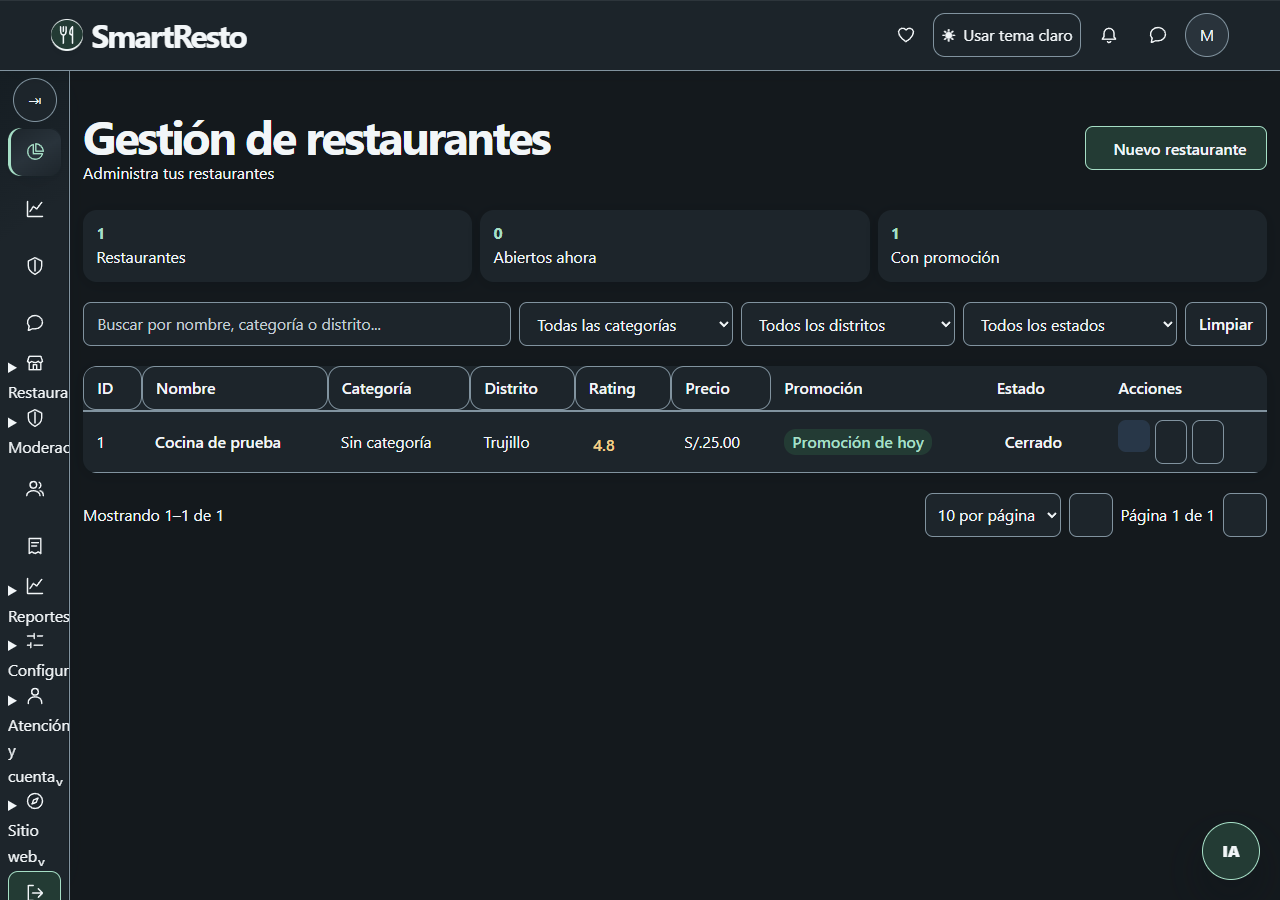 SmartResto
Usar tema claro
M
Gestión de restaurantes
Administra tus restaurantes
Nuevo restaurante
1
Restaurantes
0
Abiertos ahora
1
Con promoción
Buscar por nombre, categoría o distrito...
Todas las categorías
Todos los distritos
Todos los estados
Limpiar
ID Nombre Categoría Distrito Rating Precio Promoción Estado Acciones
1 Cocina de prueba Sin categoría Trujillo 4.8 S/.25.00 Promoción de hoy Cerrado
Mostrando 1–1 de 1
10 por página
Página 1 de 1
Restaura
Moderac
Reportes
Configur
Atención
y
cuenta
Sitio
web
IA